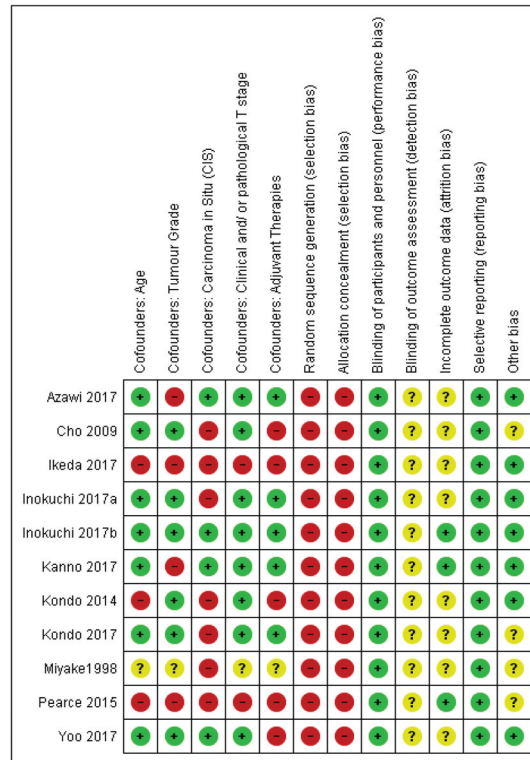 Cofounders: Age
Cofounders: Tumour Grade
Cofounders: Carcinoma in Situ (CIS)
Cofounders: Clinical and/ or pathological T stage
Cofounders: Adjuvant Therapies
Random sequence generation (selection bias)
Allocation concealment (selection bias)
Blinding of participants and personnel (performance bias)
Blinding of outcome assessment (detection bias)
Incomplete outcome data (attrition bias)
Selective reporting (reporting bias)
Other bias
Azawi 2017 + - + + + - - + ? ? + +
Cho 2009 + + - + - - - + ? ? + ?
Ikeda 2017 - - - - - - - + ? ? + +
Inokuchi 2017a + + - + + - - + ? ? + +
Inokuchi 2017b + + + + + - - + ? + + +
Kanno 2017 + - + + + - - + ? + + +
Kondo 2014 - + - + - - - + ? ? + +
Kondo 2017 + + - + + - - + ? ? + ?
Miyake1998 ? ? - ? ? - - + ? ? + ?
Pearce 2015 - - - - - - - + ? + + ?
Yoo 2017 + + + + - - - + ? ? + +